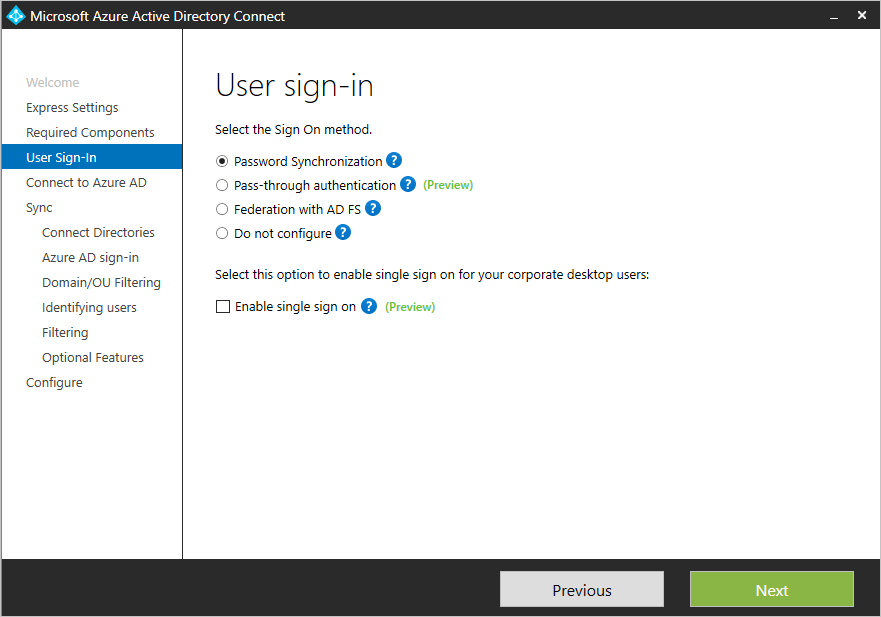 Microsoft Azure Active Directory Connect
Welcome
Express Settings
Required Components
User Sign-In
Connect to Azure AD
Sync
Connect Directories
Azure AD sign-in
Domain/OU Filtering
Identifying users
Filtering
Optional Features
Configure
User sign-in
Select the Sign On method.
Password Synchronization ?
Pass-through authentication ? (Preview)
Federation with AD FS ?
Do not configure ?
Select this option to enable single sign on for your corporate desktop users:
Enable single sign on ? (Preview)
Previous
Next